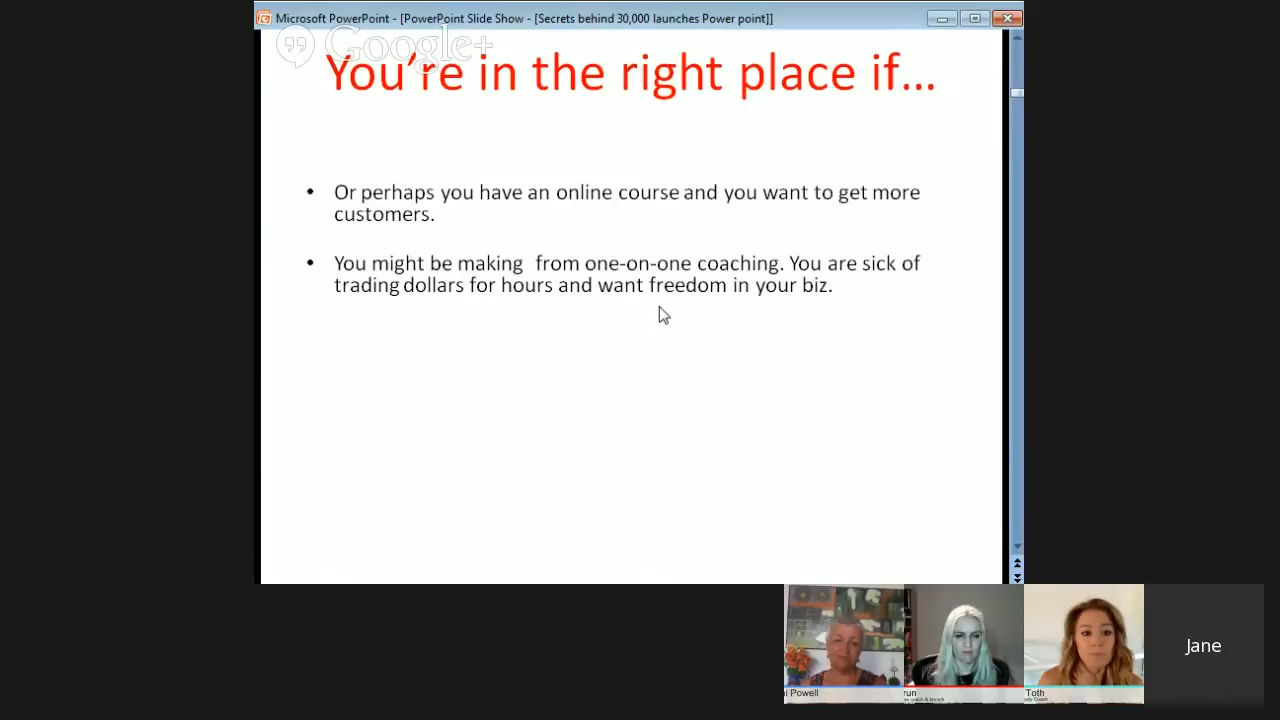 Microsoft PowerPoint - [PowerPoint Slide Show - [Secrets behind 30,000 launches Power point]]
Google+
You're in the right place if...
• Or perhaps you have an online course and you want to get more
customers.
• You might be making from one-on-one coaching. You are sick of
trading dollars for hours and want freedom in your biz.
Jane
Powell
run
Toth
coach & launch
Coach